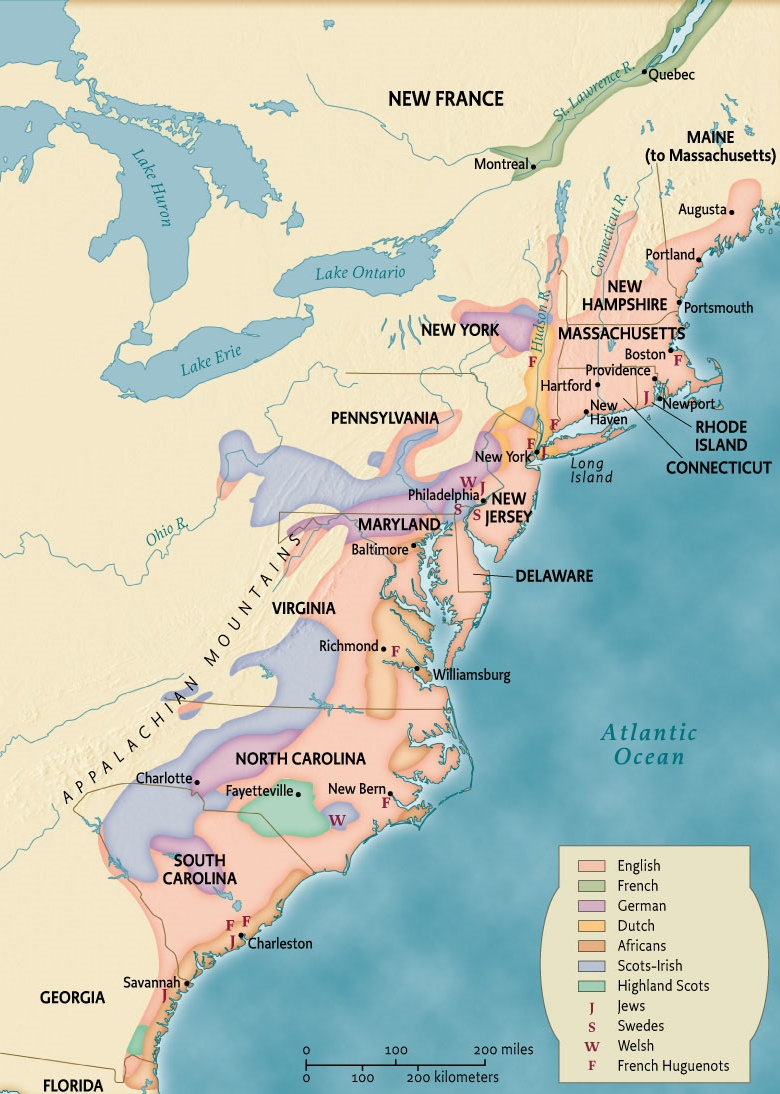 Quebec
St. Lawrence R.
NEW FRANCE
MAINE
(to Massachusetts)
Montreal
Lake Huron
Augusta
Connecticut R.
Portland
Lake Ontario
NEW
HAMPSHIRE
Hudson R.
Portsmouth
NEW YORK
MASSACHUSETTS
Boston
F
F
Lake Erie
Providence
Hartford
J
Newport
New
Haven
PENNSYLVANIA
F
RHODE
ISLAND
F
New York
J
Long
Island
CONNECTICUT
W
J
Philadelphia
NEW
JERSEY
S
S
Ohio R.
MARYLAND
Baltimore
DELAWARE
APPALACHIAN MOUNTAINS
VIRGINIA
Richmond
F
Williamsburg
Atlantic
Ocean
NORTH CAROLINA
Charlotte
Fayetteville
New Bern
F
W
SOUTH
CAROLINA
F
F
J
Charleston
Savannah
J
GEORGIA
FLORIDA
English
French
German
Dutch
Africans
Scots-Irish
Highland Scots
J Jews
S Swedes
W Welsh
F French Huguenots
0 100 200 miles
0 100 200 kilometers